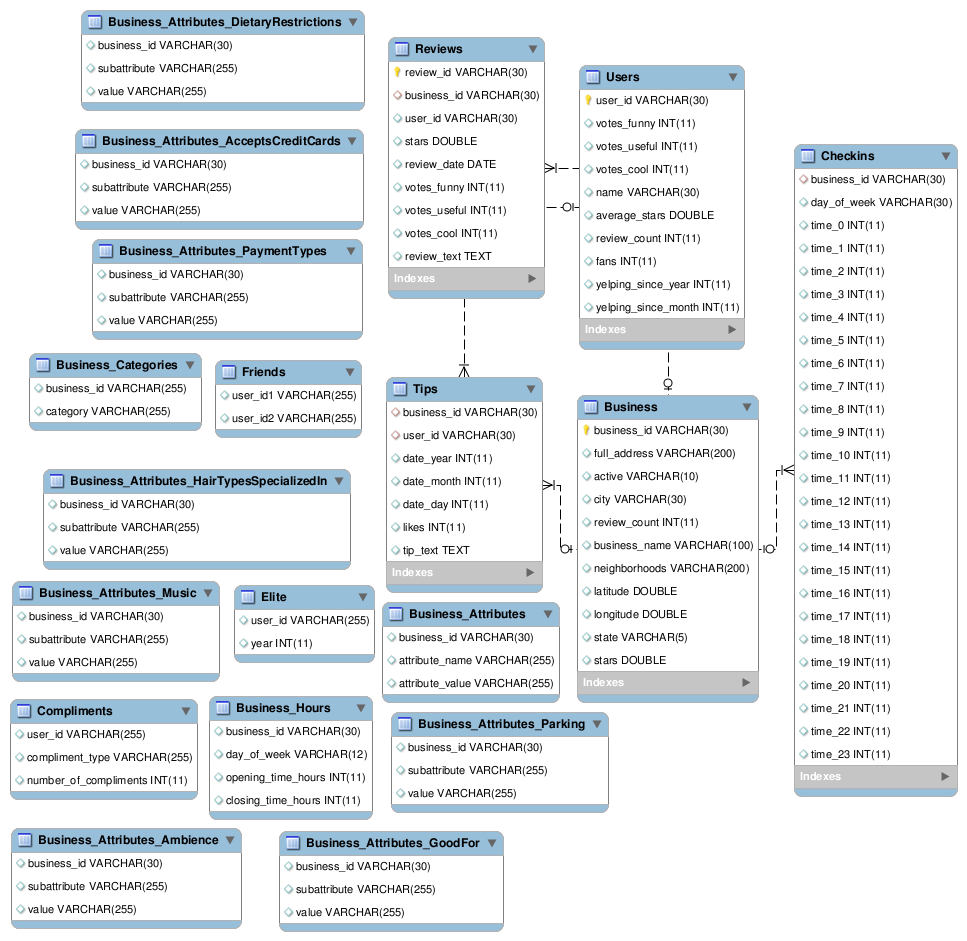 Business_Attributes_DietaryRestrictions
business_id VARCHAR(30)
subattribute VARCHAR(255)
value VARCHAR(255)
Business_Attributes_AcceptsCreditCards
business_id VARCHAR(30)
subattribute VARCHAR(255)
value VARCHAR(255)
Business_Attributes_PaymentTypes
business_id VARCHAR(30)
subattribute VARCHAR(255)
value VARCHAR(255)
Business_Categories
business_id VARCHAR(255)
category VARCHAR(255)
Friends
user_id1 VARCHAR(255)
user_id2 VARCHAR(255)
Business_Attributes_HairTypesSpecializedIn
business_id VARCHAR(30)
subattribute VARCHAR(255)
value VARCHAR(255)
Business_Attributes_Music
business_id VARCHAR(30)
subattribute VARCHAR(255)
value VARCHAR(255)
Elite
user_id VARCHAR(255)
year INT(11)
Compliments
user_id VARCHAR(255)
compliment_type VARCHAR(255)
number_of_compliments INT(11)
Business_Hours
business_id VARCHAR(30)
day_of_week VARCHAR(12)
opening_time_hours INT(11)
closing_time_hours INT(11)
Business_Attributes_Ambience
business_id VARCHAR(30)
subattribute VARCHAR(255)
value VARCHAR(255)
Business_Attributes_GoodFor
business_id VARCHAR(30)
subattribute VARCHAR(255)
value VARCHAR(255)
Reviews
review_id VARCHAR(30)
business_id VARCHAR(30)
user_id VARCHAR(30)
stars DOUBLE
review_date DATE
votes_funny INT(11)
votes_useful INT(11)
votes_cool INT(11)
review_text TEXT
Indexes
Tips
business_id VARCHAR(30)
user_id VARCHAR(30)
date_year INT(11)
date_month INT(11)
date_day INT(11)
likes INT(11)
tip_text TEXT
Indexes
Business_Attributes
business_id VARCHAR(30)
attribute_name VARCHAR(255)
attribute_value VARCHAR(255)
Business_Attributes_Parking
business_id VARCHAR(30)
subattribute VARCHAR(255)
value VARCHAR(255)
Users
user_id VARCHAR(30)
votes_funny INT(11)
votes_useful INT(11)
votes_cool INT(11)
name VARCHAR(30)
average_stars DOUBLE
review_count INT(11)
fans INT(11)
yelping_since_year INT(11)
yelping_since_month INT(11)
Indexes
Business
business_id VARCHAR(30)
full_address VARCHAR(200)
active VARCHAR(10)
city VARCHAR(30)
review_count INT(11)
business_name VARCHAR(100)
neighborhoods VARCHAR(200)
latitude DOUBLE
longitude DOUBLE
state VARCHAR(5)
stars DOUBLE
Indexes
Checkins
business_id VARCHAR(30)
day_of_week VARCHAR(30)
time_0 INT(11)
time_1 INT(11)
time_2 INT(11)
time_3 INT(11)
time_4 INT(11)
time_5 INT(11)
time_6 INT(11)
time_7 INT(11)
time_8 INT(11)
time_9 INT(11)
time_10 INT(11)
time_11 INT(11)
time_12 INT(11)
time_13 INT(11)
time_14 INT(11)
time_15 INT(11)
time_16 INT(11)
time_17 INT(11)
time_18 INT(11)
time_19 INT(11)
time_20 INT(11)
time_21 INT(11)
time_22 INT(11)
time_23 INT(11)
Indexes